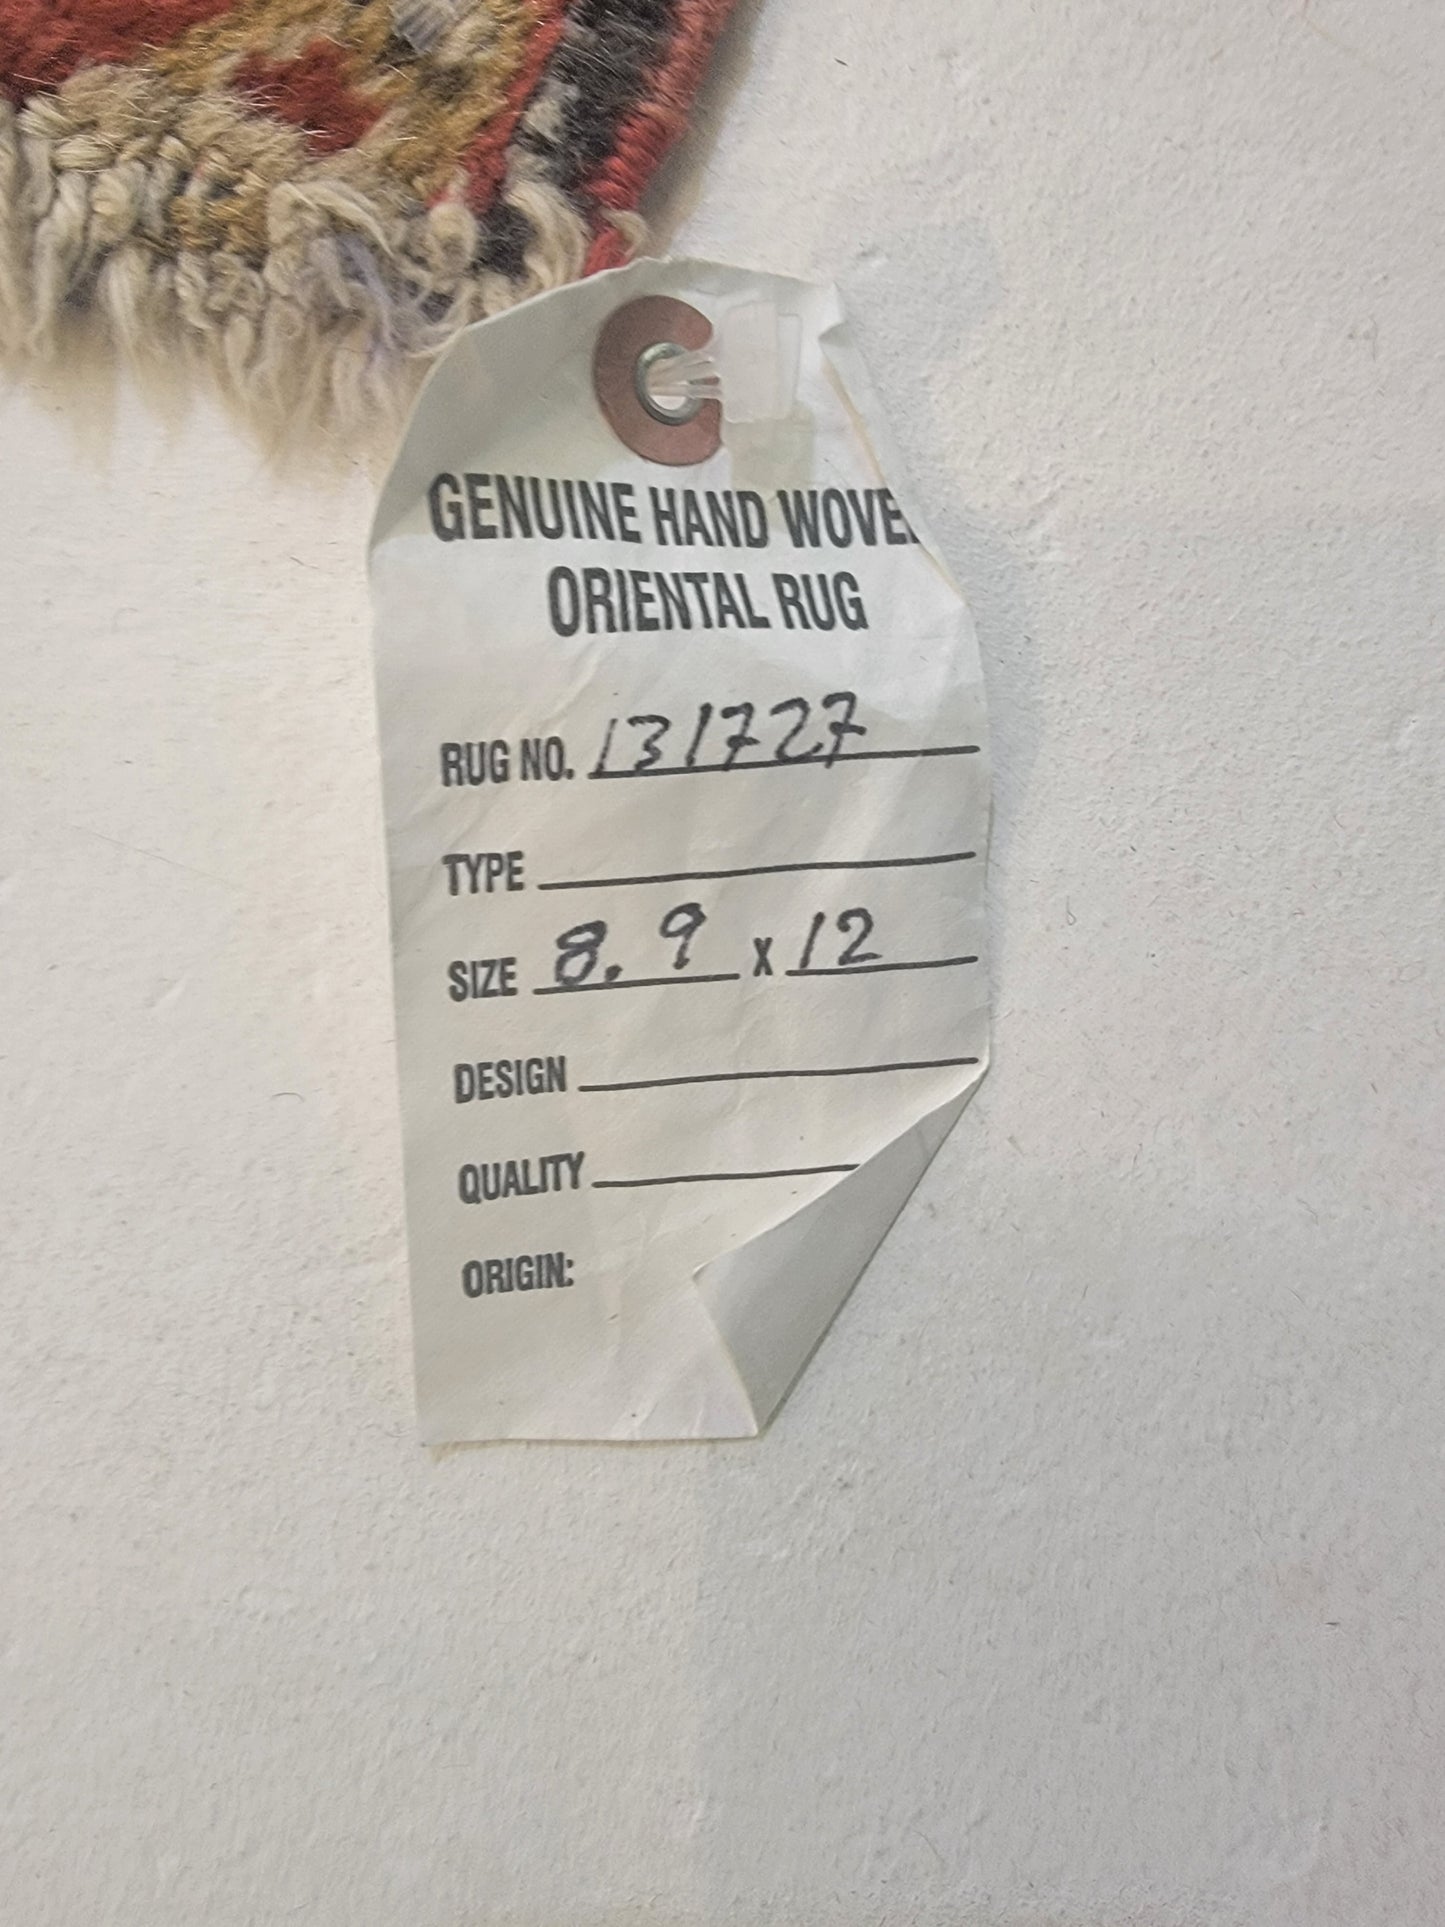 GENUINE HAND WOVE
ORIENTAL RUG
RUG NO. 131727
TYPE
SIZE 8.9 X 12
DESIGN
QUALITY
ORIGIN: